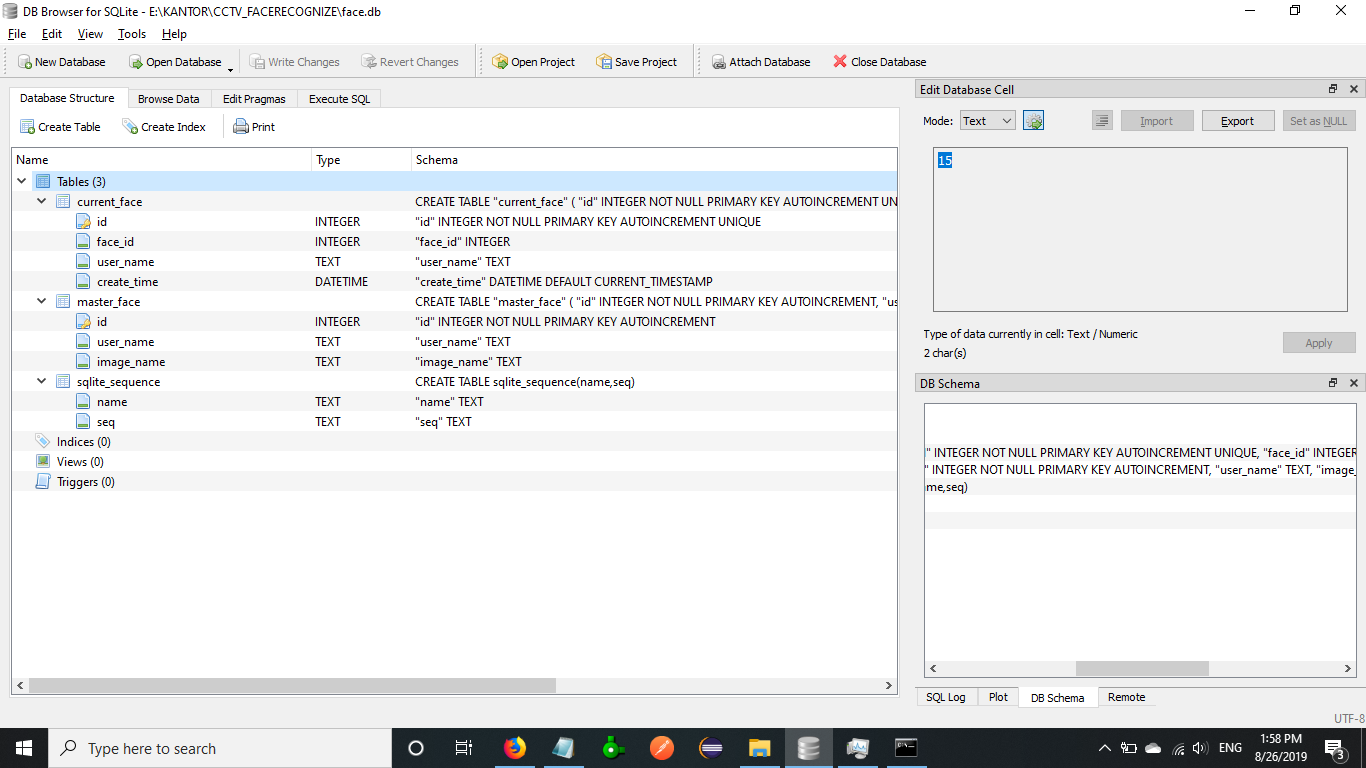 DB Browser for SQLite - E:\KANTOR\CCTV_FACERECOGNIZE\face.db
File Edit View Tools Help
New Database Open Database Write Changes Revert Changes Open Project Save Project Attach Database Close Database
Database Structure Browse Data Edit Pragmas Execute SQL
Create Table Create Index Print
Name Type Schema
Tables (3)
current_face CREATE TABLE "current_face" ( "id" INTEGER NOT NULL PRIMARY KEY AUTOINCREMENT UN
id INTEGER "id" INTEGER NOT NULL PRIMARY KEY AUTOINCREMENT UNIQUE
face_id INTEGER "face_id" INTEGER
user_name TEXT "user_name" TEXT
create_time DATETIME "create_time" DATETIME DEFAULT CURRENT_TIMESTAMP
master_face CREATE TABLE "master_face" ( "id" INTEGER NOT NULL PRIMARY KEY AUTOINCREMENT, "us
id INTEGER "id" INTEGER NOT NULL PRIMARY KEY AUTOINCREMENT
user_name TEXT "user_name" TEXT
image_name TEXT "image_name" TEXT
sqlite_sequence CREATE TABLE sqlite_sequence(name,seq)
name TEXT "name" TEXT
seq TEXT "seq" TEXT
Indices (0)
Views (0)
Triggers (0)
Edit Database Cell
Mode: Text Import Export Set as NULL
15
Type of data currently in cell: Text / Numeric
2 char(s)
Apply
DB Schema
" INTEGER NOT NULL PRIMARY KEY AUTOINCREMENT UNIQUE, "face_id" INTEGER
" INTEGER NOT NULL PRIMARY KEY AUTOINCREMENT, "user_name" TEXT, "image_
me,seq)
SQL Log Plot DB Schema Remote
UTF-8
Type here to search
ENG
1:58 PM
8/26/2019
3